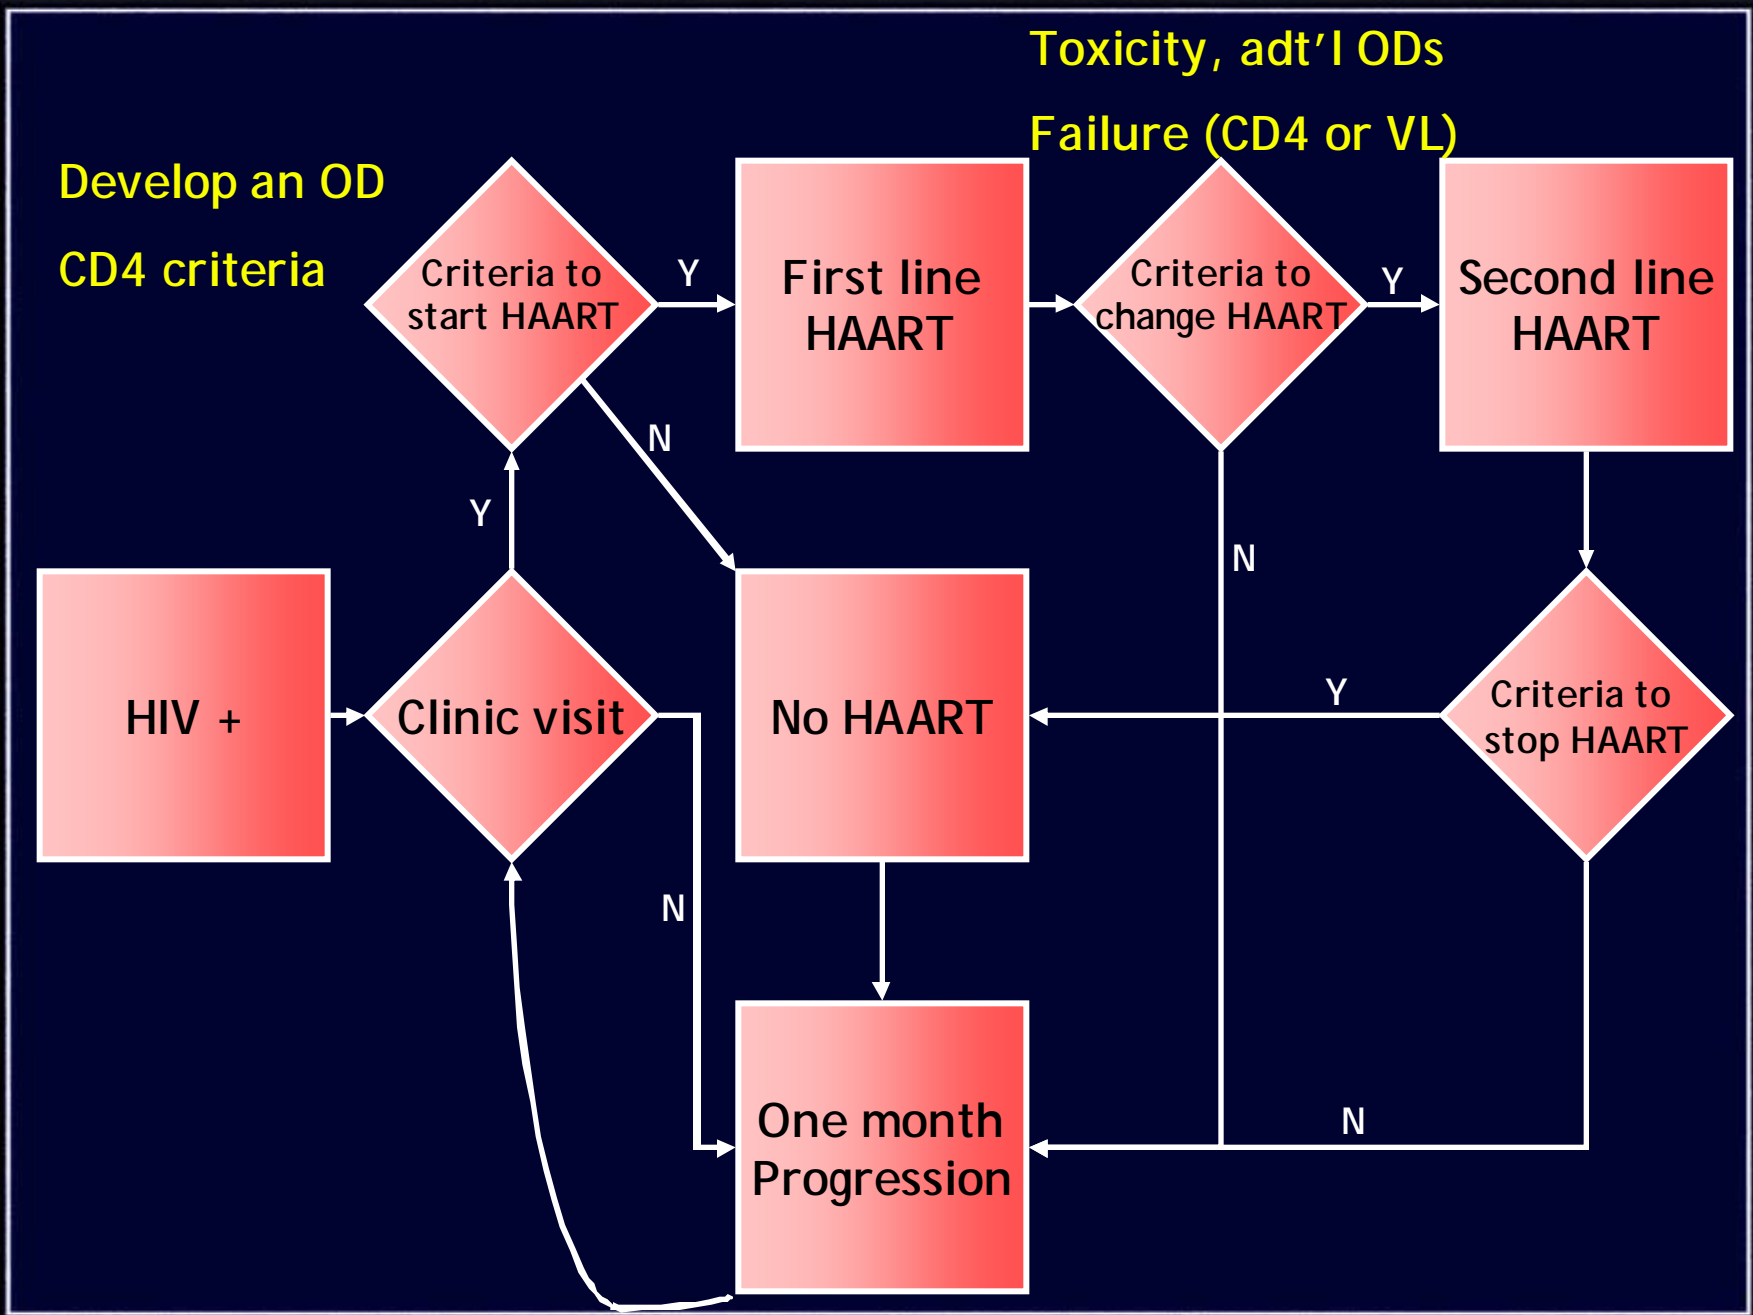 Toxicity, adt’l ODs
Failure (CD4 or VL)
Develop an OD
CD4 criteria
Criteria to
start HAART
Y
First line
HAART
Criteria to
change HAART
Y
Second line
HAART
N
Y
N
HIV +
Clinic visit
No HAART
Y
Criteria to
stop HAART
N
One month
Progression
N